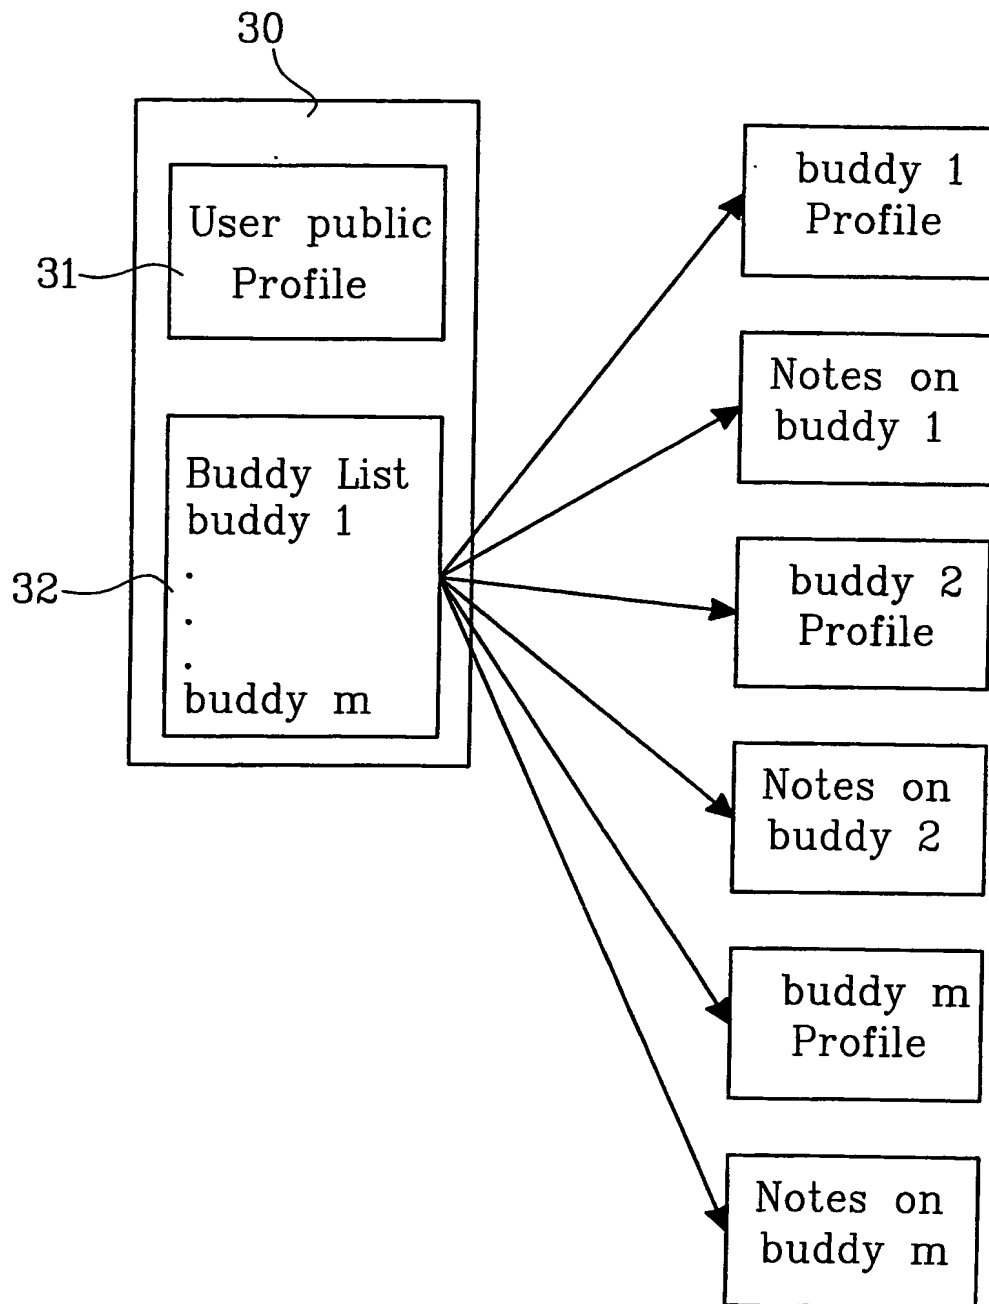 30
User public
Profile
31
Buddy List
buddy 1
.
.
.
buddy m
32
buddy 1
Profile
Notes on
buddy 1
buddy 2
Profile
Notes on
buddy 2
buddy m
Profile
Notes on
buddy m